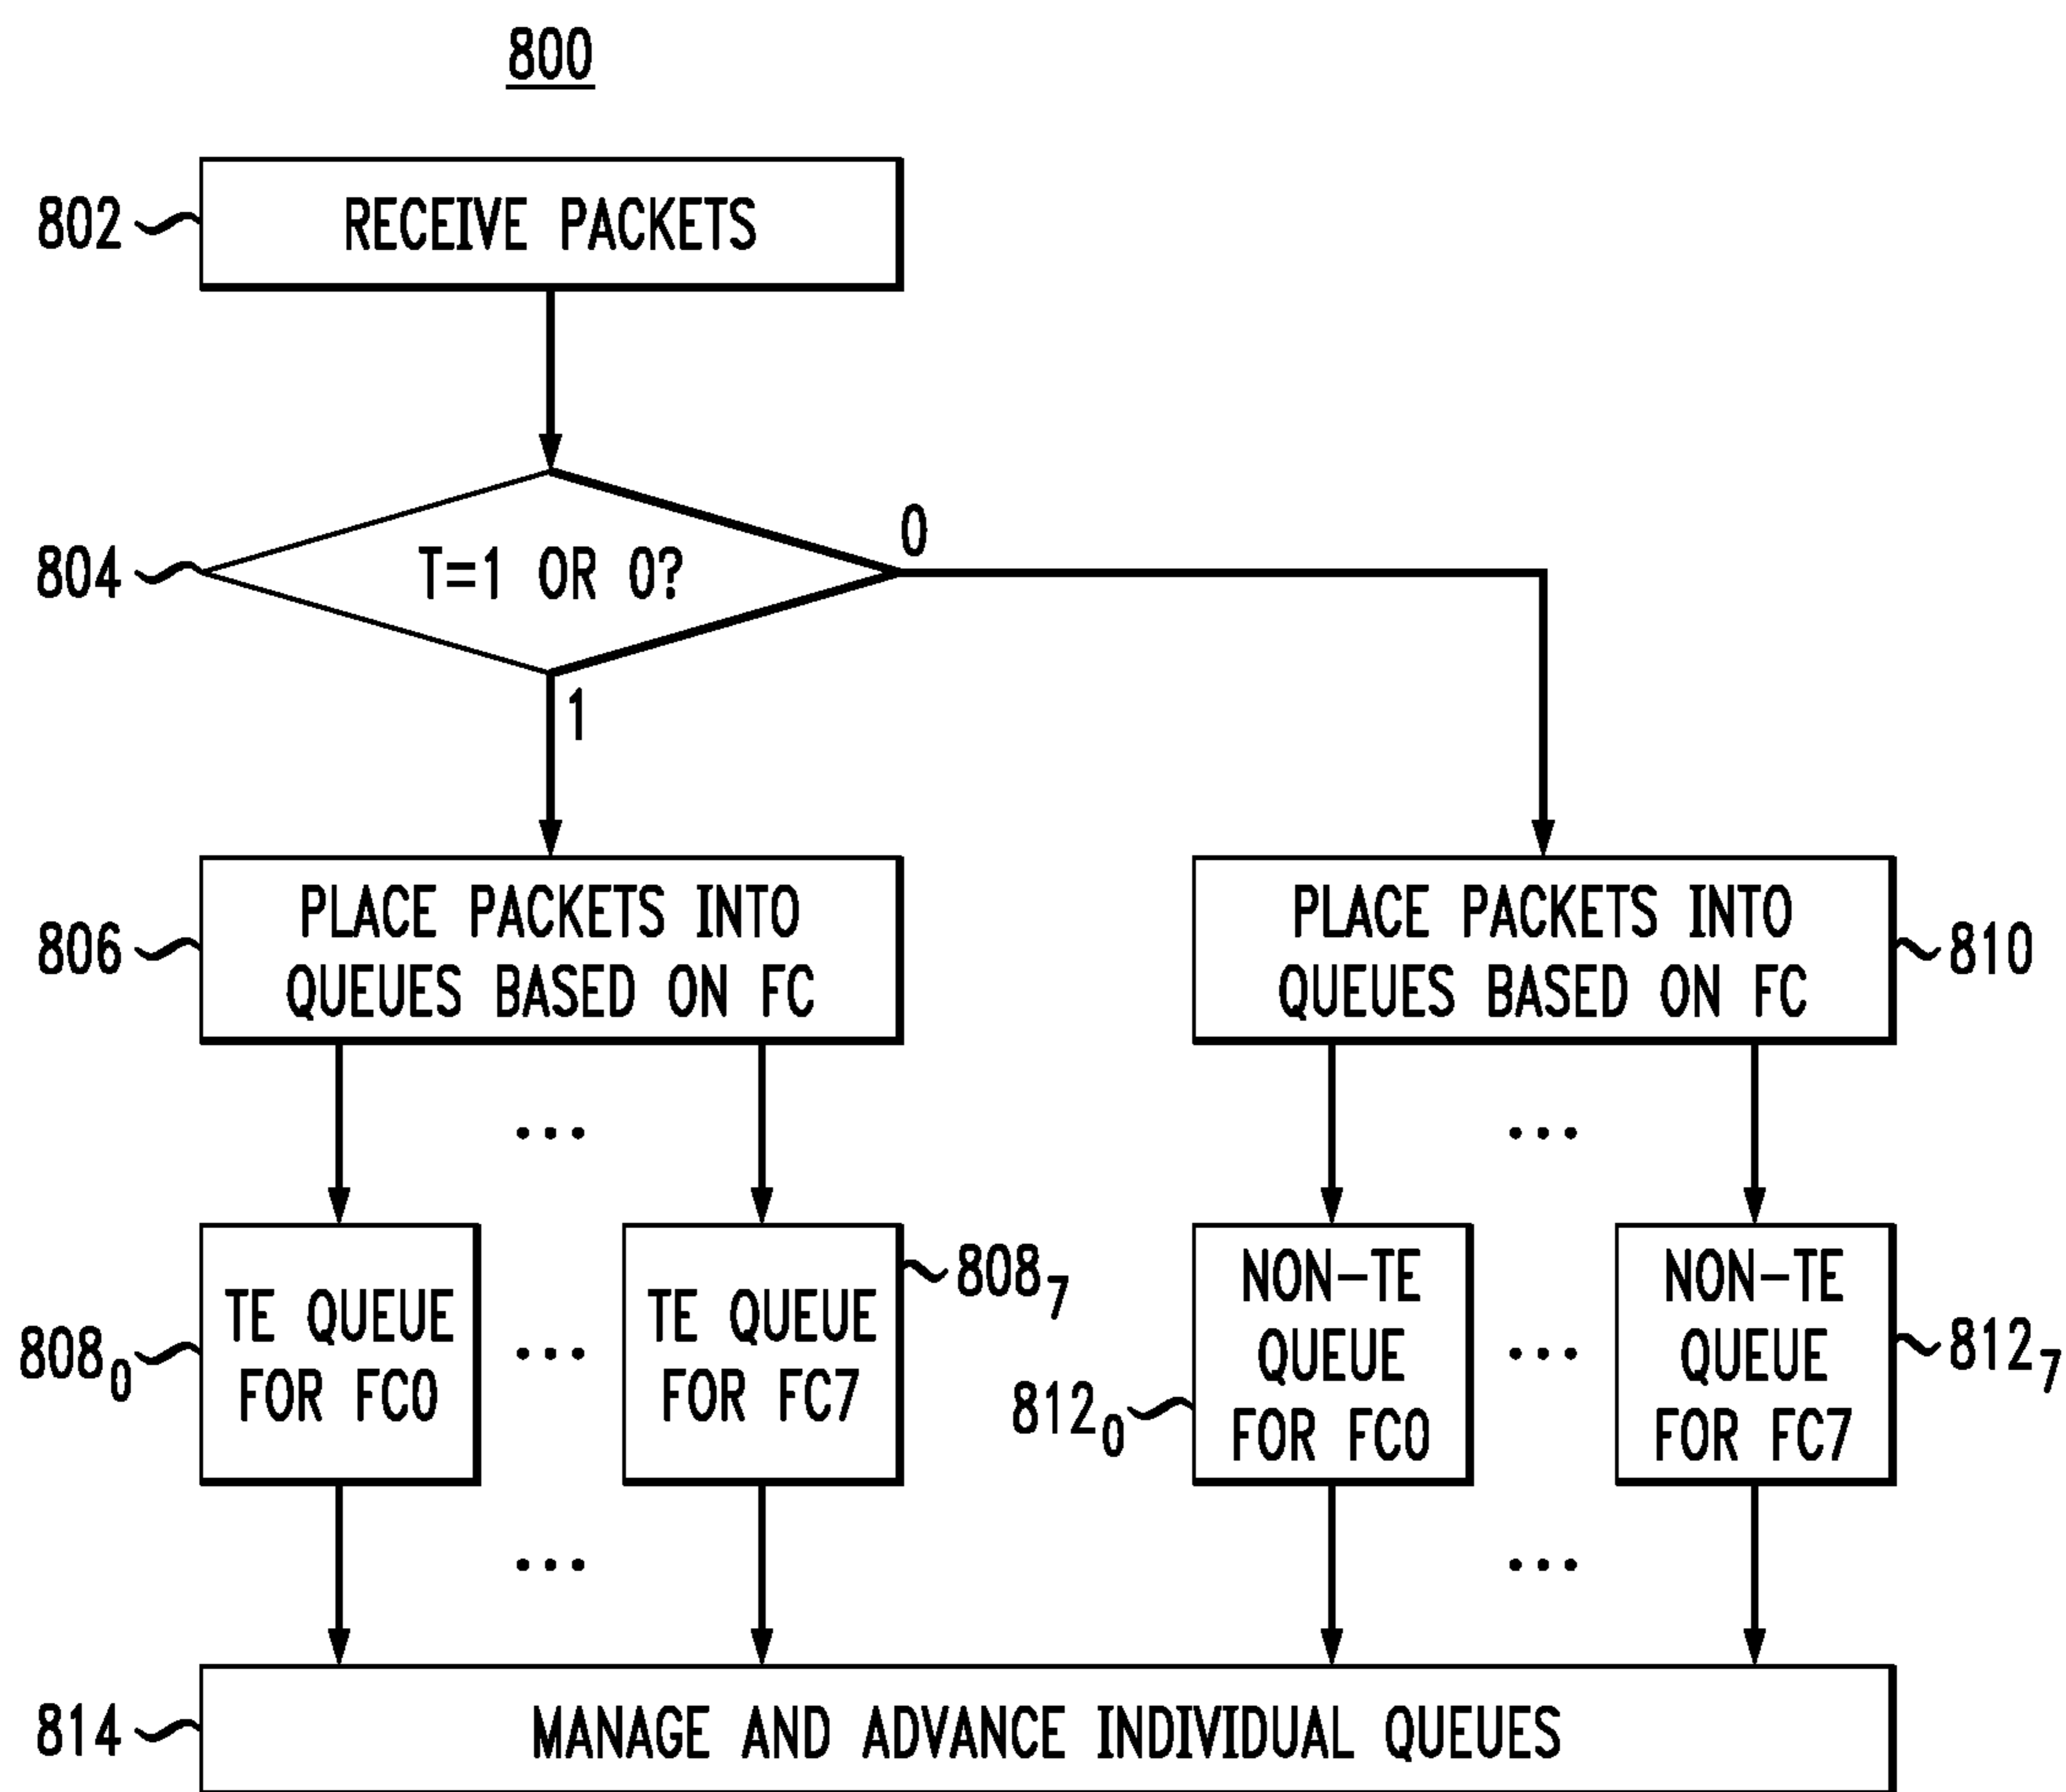 800
802
RECEIVE PACKETS
804
T=1 OR 0?
0
1
806
PLACE PACKETS INTO
QUEUES BASED ON FC
PLACE PACKETS INTO
QUEUES BASED ON FC
810
...
...
808₀
TE QUEUE
FOR FC0
...
TE QUEUE
FOR FC7
808₇
812₀
NON-TE
QUEUE
FOR FC0
...
NON-TE
QUEUE
FOR FC7
812₇
...
...
814
MANAGE AND ADVANCE INDIVIDUAL QUEUES